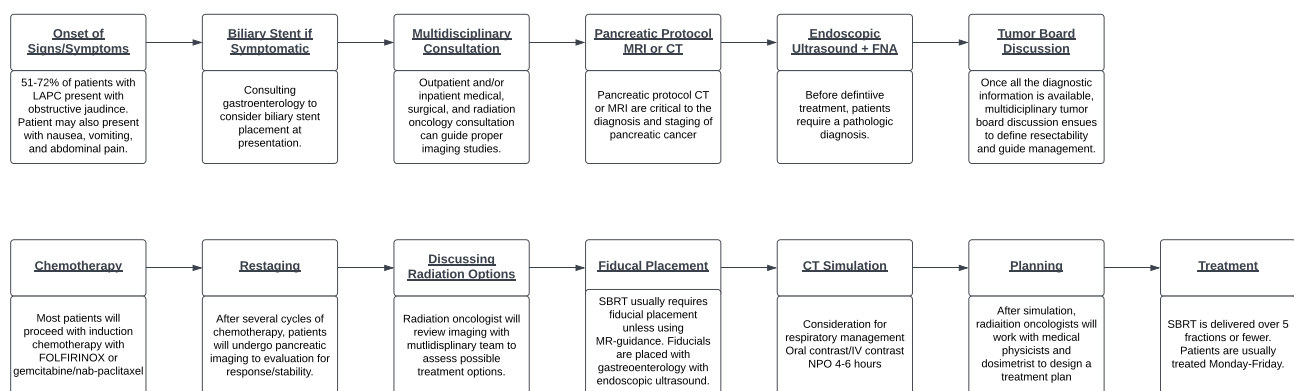 Onset of
Signs/Symptoms
51-72% of patients with
LAPC present with
obstructive jaudince.
Patient may also present
with nausea, vomiting,
and abdominal pain.
Biliary Stent if
Symptomatic
Consulting
gastroenterology to
consider biliary stent
placement at
presentation.
Multidisciplinary
Consultation
Outpatient and/or
inpatient medical,
surgical, and radiation
oncology consultation
can guide proper
imaging studies.
Pancreatic Protocol
MRI or CT
Pancreatic protocol CT
or MRI are critical to the
diagnosis and staging of
pancreatic cancer
Endoscopic
Ultrasound + FNA
Before defintiive
treatment, patients
require a pathologic
diagnosis.
Tumor Board
Discussion
Once all the diagnostic
information is available,
multidiciplinary tumor
board discussion ensues
to define resectability
and guide management.
Chemotherapy
Most patients will
proceed with induction
chemotherapy with
FOLFIRINOX or
gemcitabine/nab-paclitaxel
Restaging
After several cycles of
chemotherapy, patients
will undergo pancreatic
imaging to evaluation for
response/stability.
Discussing
Radiation Options
Radiation oncologist will
review imaging with
mutlidisplinary team to
assess possible
treatment options.
Fiducal Placement
SBRT usually requires
fiducial placement
unless using
MR-guidance. Fiducials
are placed with
gastreoenterology with
endoscopic ultrasound.
CT Simulation
Consideration for
respiratory management
Oral contrast/IV contrast
NPO 4-6 hours
Planning
After simulation,
radiaition oncologists will
work with medical
physicists and
dosimetrist to design a
treatment plan
Treatment
SBRT is delivered over 5
fractions or fewer.
Patients are usually
treated Monday-Friday.